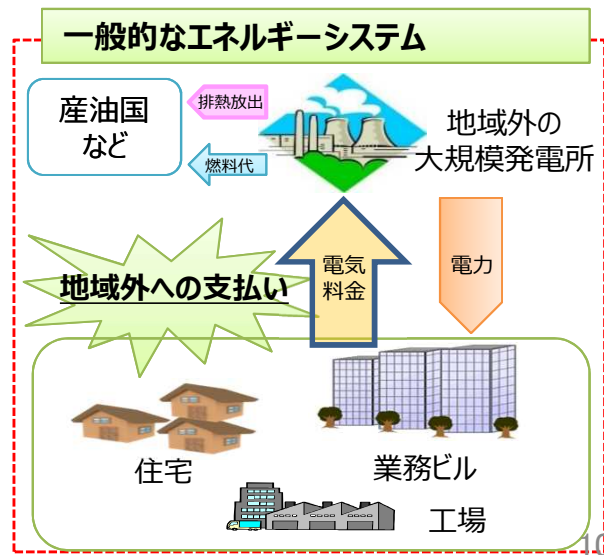 一般的なエネルギーシステム
産油国
など
排熱放出
燃料代
地域外の
大規模発電所
地域外への支払い
電気
料金
電力
住宅
業務ビル
工場
10